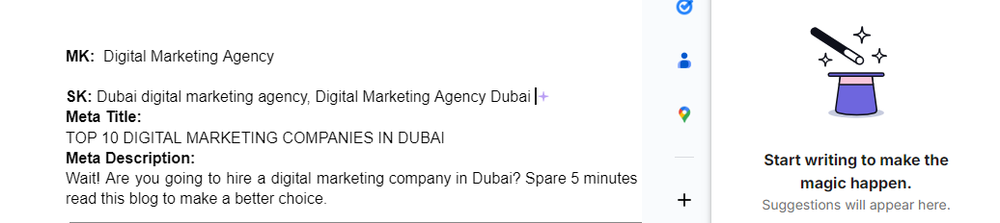 MK: Digital Marketing Agency
SK: Dubai digital marketing agency, Digital Marketing Agency Dubai
Meta Title:
TOP 10 DIGITAL MARKETING COMPANIES IN DUBAI
Meta Description:
Wait! Are you going to hire a digital marketing company in Dubai? Spare 5 minutes
read this blog to make a better choice.
Start writing to make the
magic happen.
Suggestions will appear here.